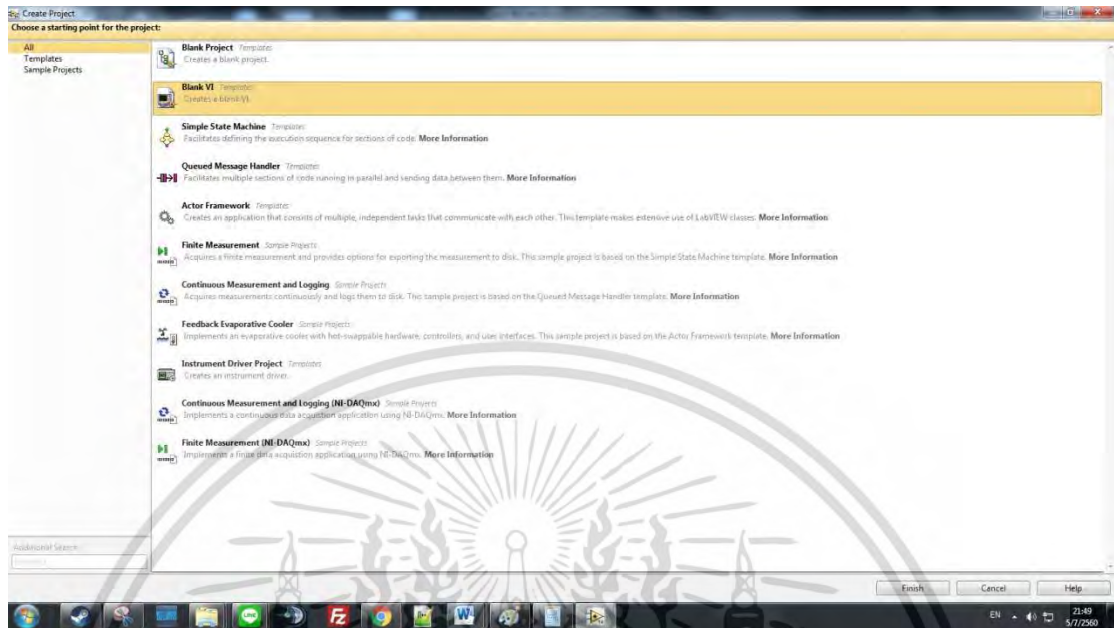 Create Project
Choose a starting point for the project:
All
Templates
Sample Projects
Blank Project Templates
Creates a blank project.
Blank VI Templates
Creates a blank VI.
Simple State Machine Templates
Facilitates defining the execution sequence for sections of code. More Information
Queued Message Handler Templates
Facilitates multiple sections of code running in parallel and sending data between them. More Information
Actor Framework Templates
Creates an application that consists of multiple, independent tasks that communicate with each other. This template makes extensive use of LabVIEW classes. More Information
Finite Measurement Sample Projects
Acquires a finite measurement and provides options for exporting the measurement to disk. This sample project is based on the Simple State Machine template. More Information
Continuous Measurement and Logging Sample Projects
Acquires measurements continuously and logs them to disk. This sample project is based on the Queued Message Handler template. More Information
Feedback Evaporative Cooler Sample Projects
Implements an evaporative cooler with hot-swappable hardware, controllers, and user interfaces. This sample project is based on the Actor Framework template. More Information
Instrument Driver Project Templates
Creates an instrument driver.
Continuous Measurement and Logging (NI-DAQmx) Sample Projects
Implements a continuous data acquisition application using NI-DAQmx. More Information
Finite Measurement (NI-DAQmx) Sample Projects
Implements a finite data acquisition application using NI-DAQmx. More Information
Additional Search
Finish Cancel Help
LINE
EN 21:49
5/7/2560